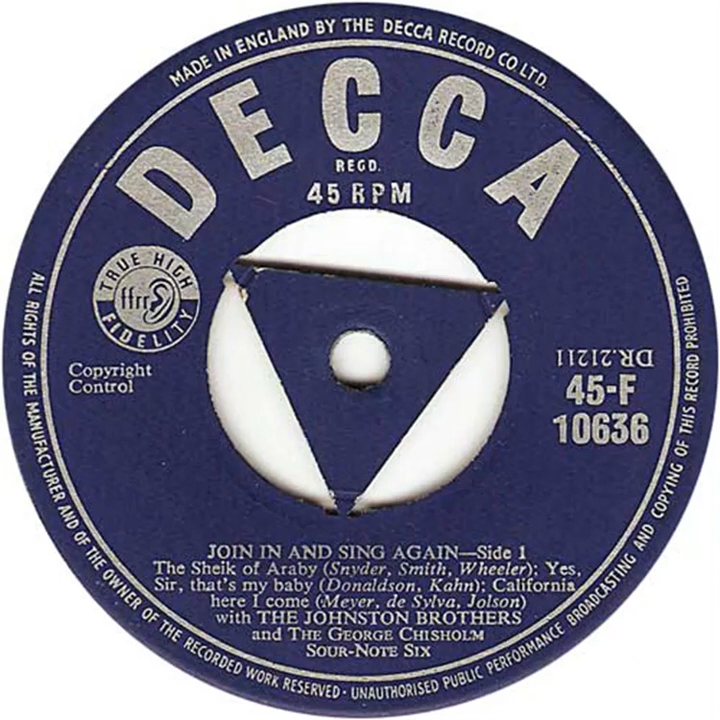 MADE IN ENGLAND BY THE DECCA RECORD CO. LTD.
DECCA
REGD.
45 RPM
TRUE HIGH
ffrr
FIDELITY
Copyright
Control
DR.21211
45-F
10636
JOIN IN AND SING AGAIN—Side 1
The Sheik of Araby (Snyder, Smith, Wheeler); Yes,
Sir, that's my baby (Donaldson, Kahn); California
here I come (Meyer, de Sylva, Jolson)
with THE JOHNSTON BROTHERS
and THE GEORGE CHISHOLM
SOUR-NOTE SIX
ALL RIGHTS OF THE MANUFACTURER AND OF THE OWNER OF THE RECORDED WORK RESERVED · UNAUTHORISED PUBLIC PERFORMANCE BROADCASTING AND COPYING OF THIS RECORD PROHIBITED